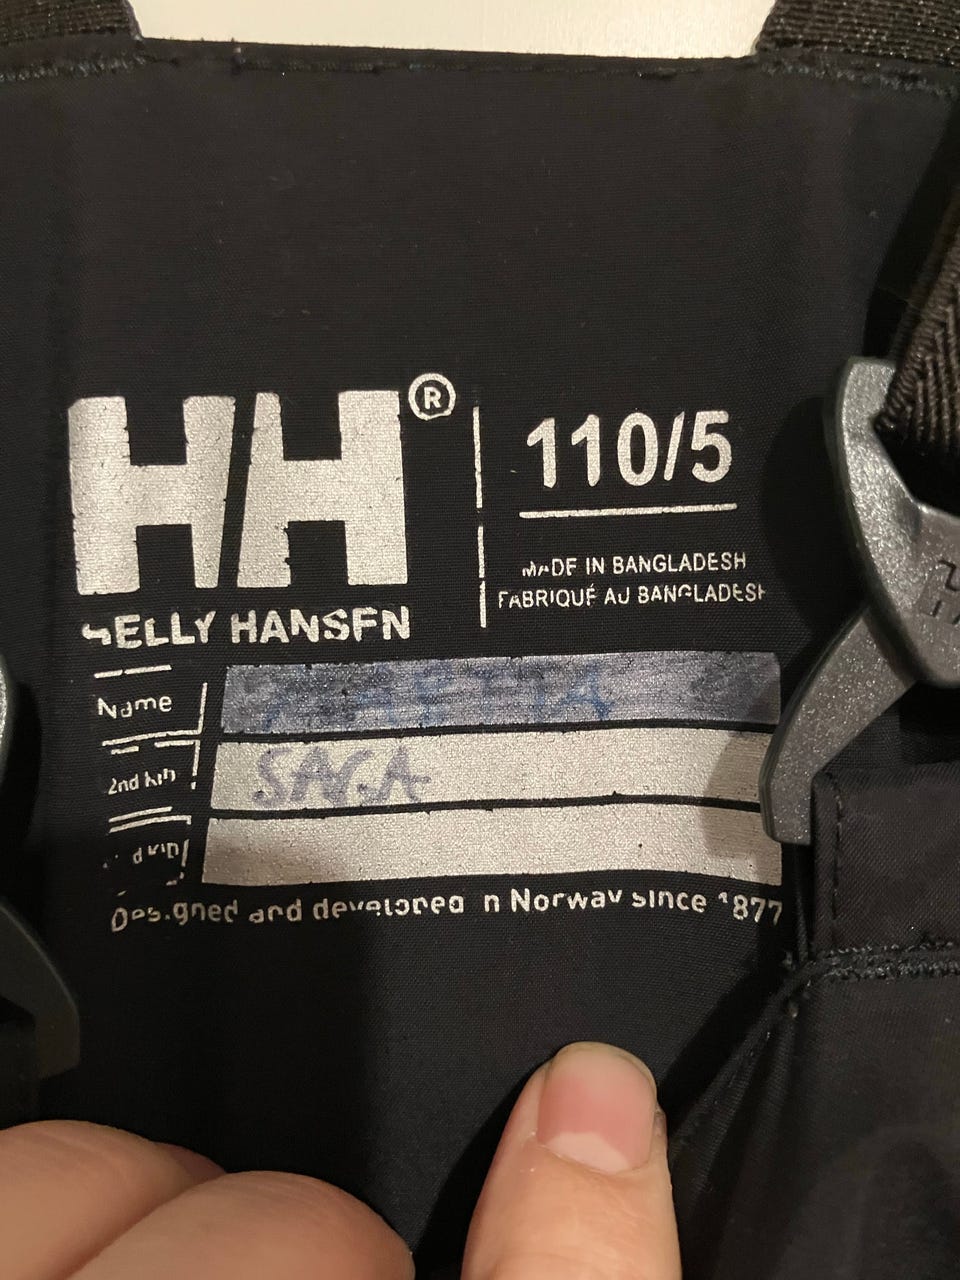 HH®
HELLY HANSEN
110/5
MADE IN BANGLADESH
FABRIQUÉ AU BANGLADESH
Name
2nd kid SAGA
Designed and developed in Norway since 1877